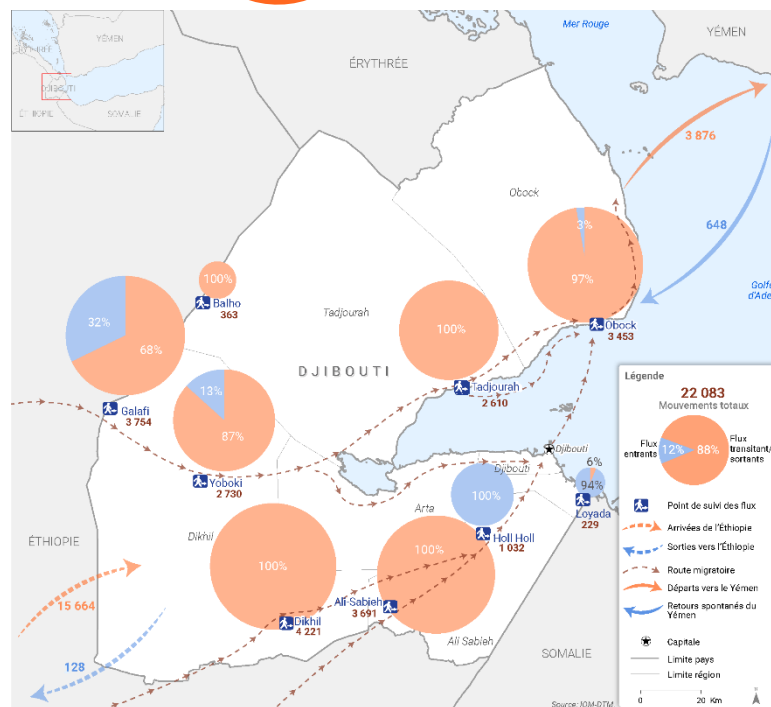 Mer Rouge
YÉMEN
ÉRYTHRÉE
YÉMEN
ÉRYTHRÉE
DJIBOUTI
ÉTHIOPIE
SOMALIE
3 876
Obock
648
3%
97%
Golfe
d'Ade
100%
Balho
363
Tadjourah
100%
Obock
3 453
32%
68%
DJIBOUTI
Galafi
3 754
Tadjourah
2 610
13%
87%
Yoboki
2 730
Djibouti
Djibouti
6%
94%
Loyada
229
100%
Holl Holl
1 032
Arta
Dikhil
100%
100%
ÉTHIOPIE
15 664
Ali Sabieh
3 691
Dikhil
4 221
Ali Sabieh
128
SOMALIE
Légende
22 083
Mouvements totaux
Flux
entrants
12%
88%
Flux
transitant/
sortants
Point de suivi des flux
Arrivées de l'Éthiopie
Sorties vers l'Éthiopie
Route migratoire
Départs vers le Yémen
Retours spontanés du
Yémen
Capitale
Limite pays
Limite région
0 20 Km
N
Source: IOM-DTM